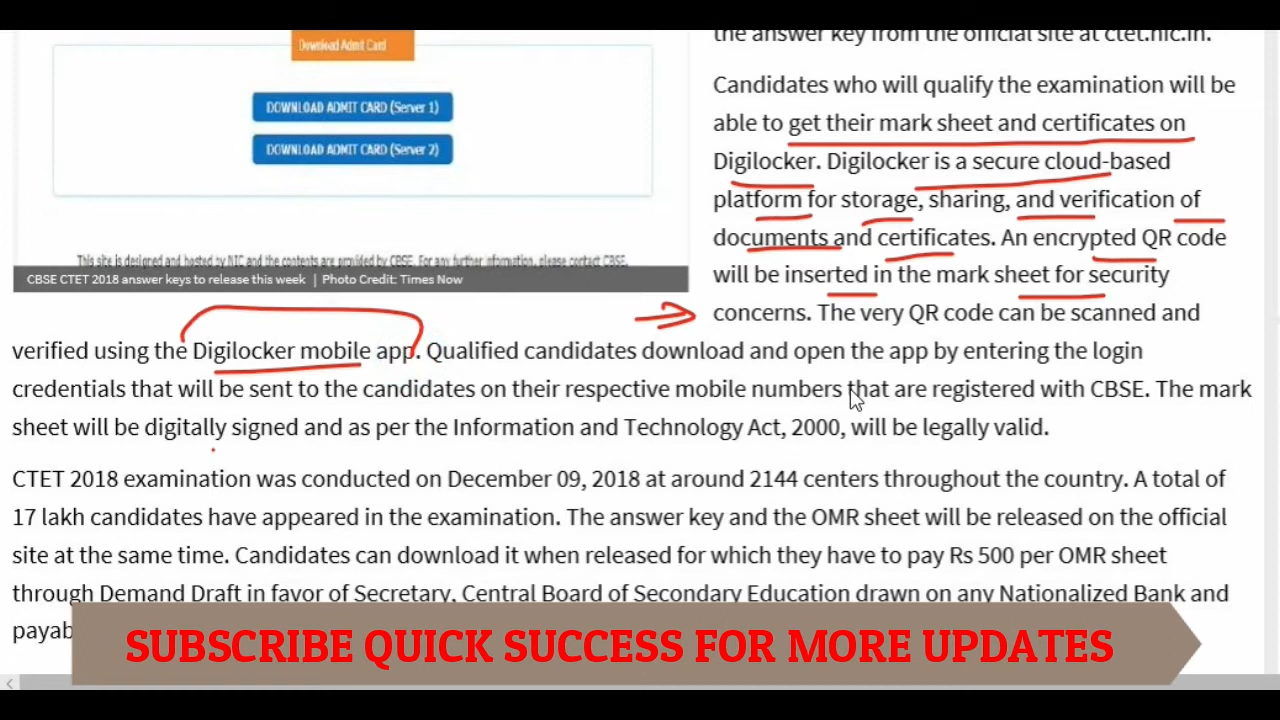 Download Admit Card
DOWNLOAD ADMIT CARD (Server 1)
DOWNLOAD ADMIT CARD (Server 2)
This site is designed and hosted by NIC and the contents are provided by CBSE. For any further information, please contact CBSE.
CBSE CTET 2018 answer keys to release this week | Photo Credit: Times Now
the answer key from the official site at ctet.nic.in.
Candidates who will qualify the examination will be
able to get their mark sheet and certificates on
Digilocker. Digilocker is a secure cloud-based
platform for storage, sharing, and verification of
documents and certificates. An encrypted QR code
will be inserted in the mark sheet for security
concerns. The very QR code can be scanned and
verified using the Digilocker mobile app. Qualified candidates download and open the app by entering the login
credentials that will be sent to the candidates on their respective mobile numbers that are registered with CBSE. The mark
sheet will be digitally signed and as per the Information and Technology Act, 2000, will be legally valid.
CTET 2018 examination was conducted on December 09, 2018 at around 2144 centers throughout the country. A total of
17 lakh candidates have appeared in the examination. The answer key and the OMR sheet will be released on the official
site at the same time. Candidates can download it when released for which they have to pay Rs 500 per OMR sheet
through Demand Draft in favor of Secretary, Central Board of Secondary Education drawn on any Nationalized Bank and
SUBSCRIBE QUICK SUCCESS FOR MORE UPDATES